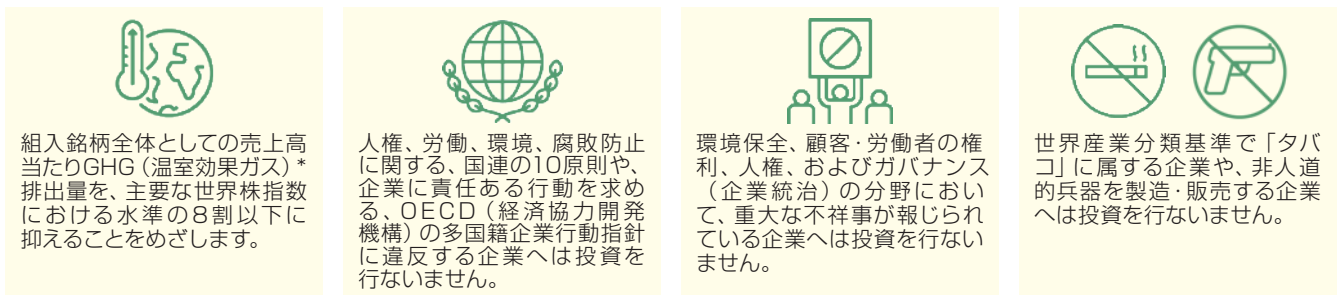 組入銘柄全体としての売上高
当たりGHG（温室効果ガス）*
排出量を、主要な世界株指数
における水準の8割以下に
抑えることをめざします。
人権、労働、環境、腐敗防止
に関する、国連の10原則や、
企業に責任ある行動を求め
る、OECD（経済協力開発
機構）の多国籍企業行動指針
に違反する企業へは投資を
行ないません。
環境保全、顧客・労働者の権
利、人権、およびガバナンス
（企業統治）の分野におい
て、重大な不祥事が報じられ
ている企業へは投資を行ない
ません。
世界産業分類基準で「タバ
コ」に属する企業や、非人道
的兵器を製造・販売する企業
へは投資を行ないません。